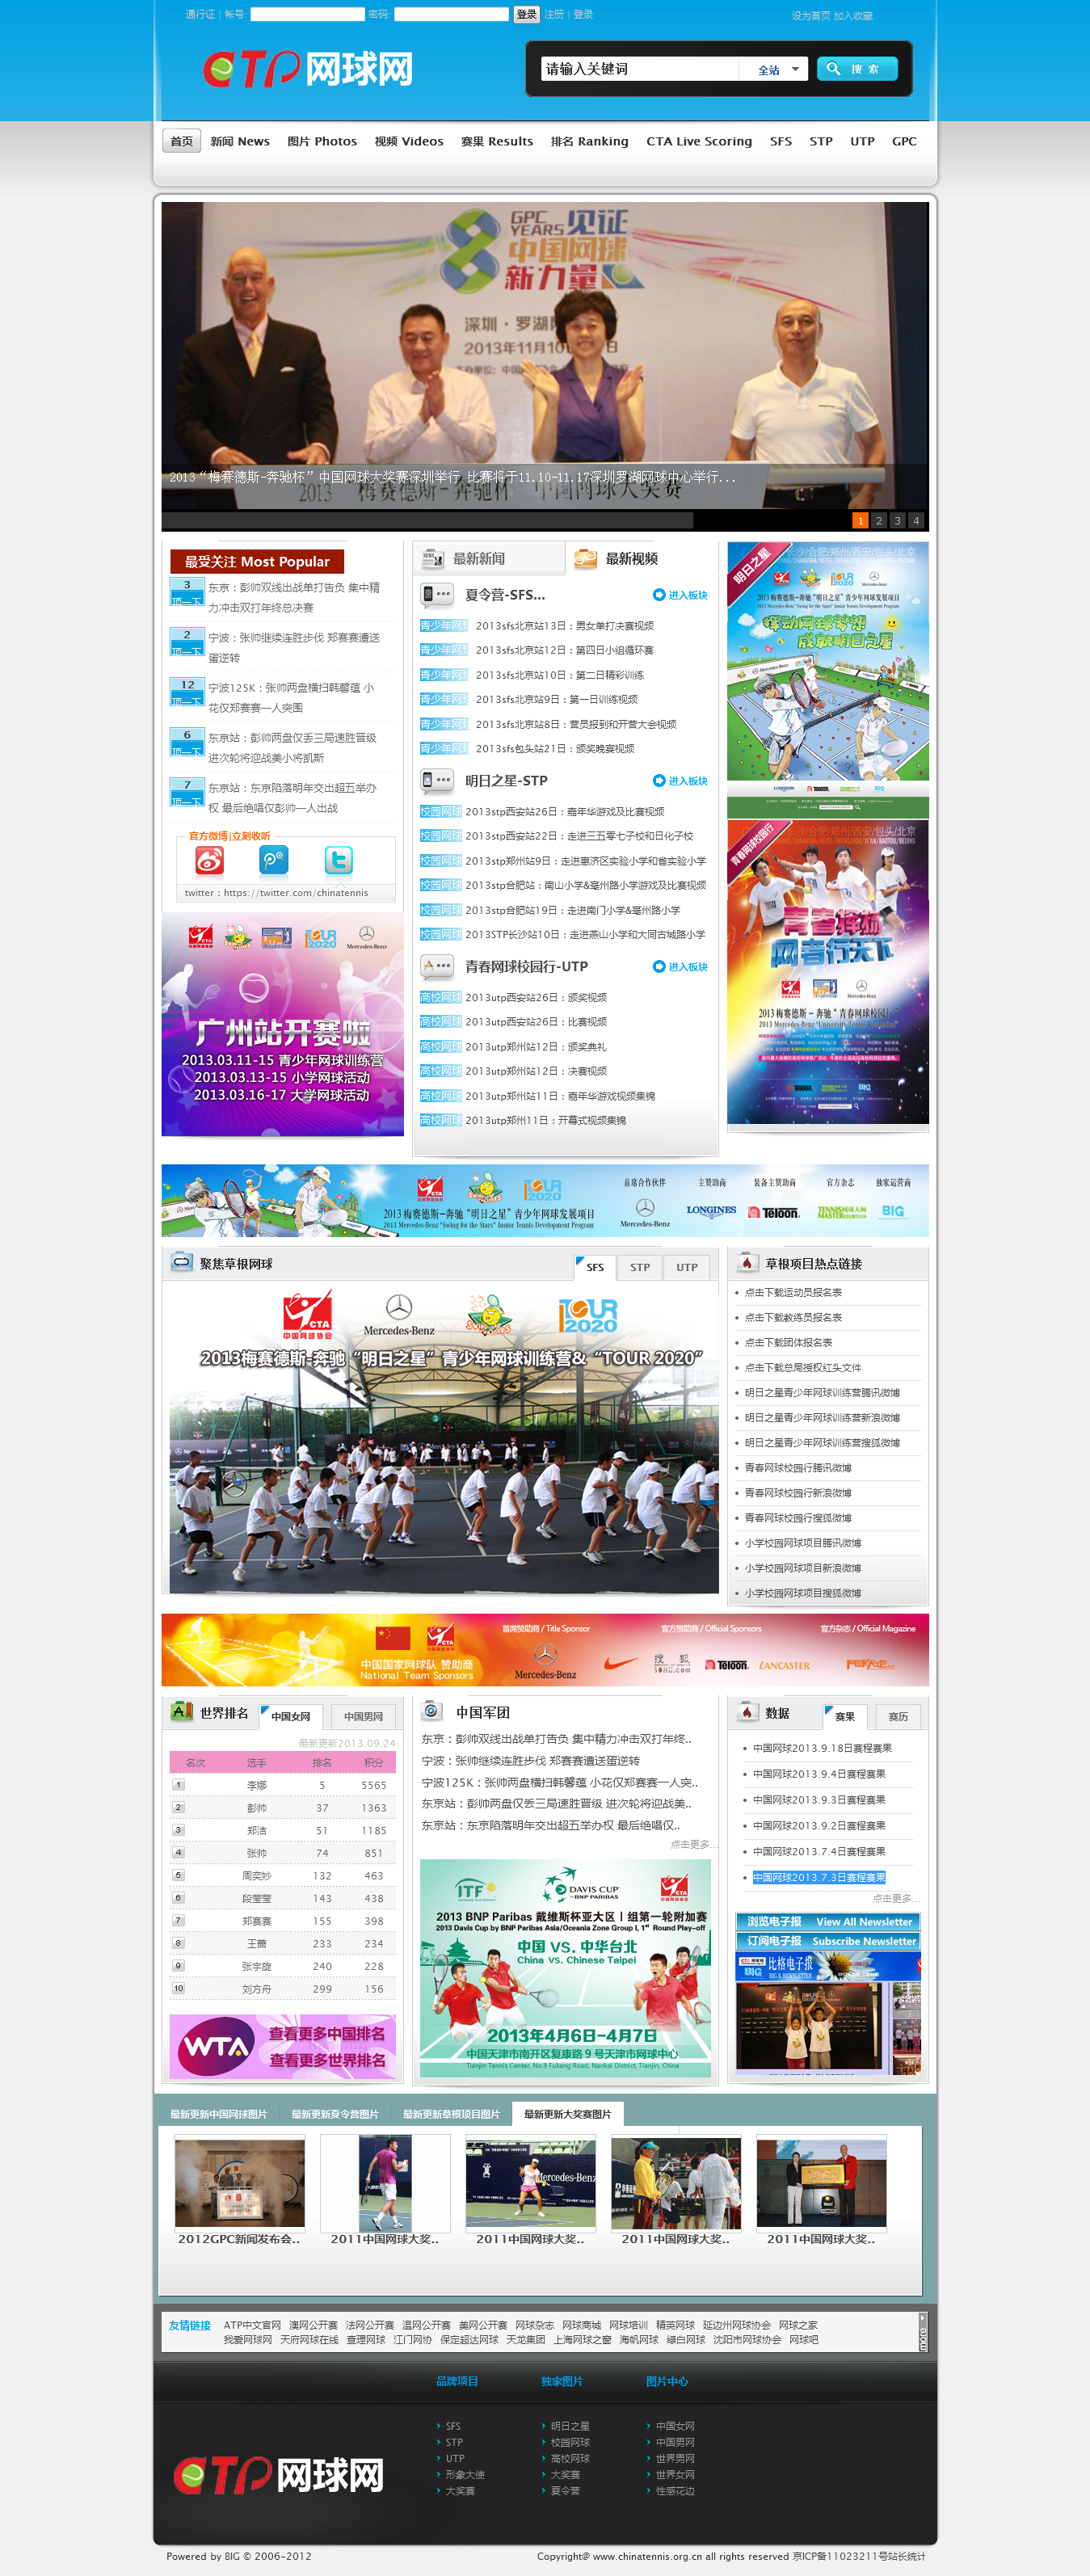 通行证 | 帐号: 密码: 登录 注册 | 登录
设为首页 加入收藏
CTP 网球网
请输入关键词 全站 搜 索
首页 新闻 News 图片 Photos 视频 Videos 赛果 Results 排名 Ranking CTA Live Scoring SFS STP UTP GPC
GPC YEARS 见证
中国网球
新力量
深圳·罗湖
2013年11月10日
2013“梅赛德斯-奔驰杯”中国网球大奖赛深圳举行 比赛将于11.10-11.17深圳罗湖网球中心举行...
1 2 3 4
最受关注 Most Popular
3 顶一下
东京：彭帅双线出战单打告负 集中精
力冲击双打年终总决赛
2 顶一下
宁波：张帅继续连胜步伐 郑赛赛遭送
蛋逆转
12 顶一下
宁波125K：张帅两盘横扫韩馨蕴 小
花仅郑赛赛一人突围
6 顶一下
东京站：彭帅两盘仅丢三局速胜晋级
进次轮将迎战美小将凯斯
7 顶一下
东京站：东京陷落明年交出超五举办
权 最后绝唱仅彭帅一人出战
官方微博|立刻收听
twitter：https://twitter.com/chinatennis
CTA TOUR 2020 Mercedes-Benz
广州站开赛啦
2013.03.11-15 青少年网球训练营
2013.03.13-15 小学网球活动
2013.03.16-17 大学网球活动
最新新闻 最新视频
夏令营-SFS... 进入板块
青少年网球 2013sfs北京站13日：男女单打决赛视频
青少年网球 2013sfs北京站12日：第四日小组循环赛
青少年网球 2013sfs北京站10日：第二日精彩训练
青少年网球 2013sfs北京站9日：第一日训练视频
青少年网球 2013sfs北京站8日：营员报到和开营大会视频
青少年网球 2013sfs包头站21日：颁奖晚宴视频
明日之星-STP 进入板块
校园网球 2013stp西安站26日：嘉年华游戏及比赛视频
校园网球 2013stp西安站22日：走进三五零七子校和日化子校
校园网球 2013stp郑州站9日：走进惠济区实验小学和省实验小学
校园网球 2013stp合肥站：南山小学&亳州路小学游戏及比赛视频
校园网球 2013stp合肥站19日：走进南门小学&亳州路小学
校园网球 2013STP长沙站10日：走进燕山小学和大同古城路小学
青春网球校园行-UTP 进入板块
高校网球 2013utp西安站26日：颁奖视频
高校网球 2013utp西安站26日：比赛视频
高校网球 2013utp郑州站12日：颁奖典礼
高校网球 2013utp郑州站12日：决赛视频
高校网球 2013utp郑州站11日：嘉年华游戏视频集锦
高校网球 2013utp郑州11日：开幕式视频集锦
明日之星
长沙/合肥/郑州/西安/包头/北京
2013 梅赛德斯－奔驰“明日之星”青少年网球发展项目
挥动网球梦想
成就明日之星
青春网球校园行
青春挥杨
网者行天下
2013 梅赛德斯－奔驰“青春网球校园行”
2013 梅赛德斯-奔驰“明日之星”青少年网球发展项目
2013 Mercedes-Benz "Swing for the Stars" Junior Tennis Development Program
首席合作伙伴 主赞助商 装备主赞助商 官方杂志 独家运营商
Mercedes-Benz LONGINES Teloon TENNIS MASTER 网球大师 BIG
聚焦草根网球 SFS STP UTP
CTA 中国网球协会 Mercedes-Benz TOUR 2020
2013梅赛德斯-奔驰“明日之星”青少年网球训练营&“TOUR 2020”
草根项目热点链接
点击下载运动员报名表
点击下载教练员报名表
点击下载团体报名表
点击下载总局授权红头文件
明日之星青少年网球训练营腾讯微博
明日之星青少年网球训练营新浪微博
明日之星青少年网球训练营搜狐微博
青春网球校园行腾讯微博
青春网球校园行新浪微博
青春网球校园行搜狐微博
小学校园网球项目腾讯微博
小学校园网球项目新浪微博
小学校园网球项目搜狐微博
中国国家网球队 赞助商
National Team Sponsors
首席赞助商 / Title Sponsor 官方赞助商 / Official Sponsors 官方杂志 / Official Magazine
Mercedes-Benz 搜狐 SOHU.com Teloon LANCASTER 网球天地
世界排名 中国女网 中国男网
最新更新2013.09.24
名次 选手 排名 积分
1 李娜 5 5565
2 彭帅 37 1363
3 郑洁 51 1185
4 张帅 74 851
5 周奕妙 132 463
6 段莹莹 143 438
7 郑赛赛 155 398
8 王蔷 233 234
9 张宇旋 240 228
10 刘方舟 299 156
WTA 查看更多中国排名
查看更多世界排名
中国军团
东京：彭帅双线出战单打告负 集中精力冲击双打年终..
宁波：张帅继续连胜步伐 郑赛赛遭送蛋逆转
宁波125K：张帅两盘横扫韩馨蕴 小花仅郑赛赛一人突..
东京站：彭帅两盘仅丢三局速胜晋级 进次轮将迎战美..
东京站：东京陷落明年交出超五举办权 最后绝唱仅..
点击更多...
ITF DAVIS CUP BY BNP PARIBAS CTA
2013 BNP Paribas 戴维斯杯亚大区 I 组第一轮附加赛
2013 Davis Cup by BNP Paribas Asia/Oceania Zone Group I, 1st Round Play-off
中国 VS. 中华台北
China VS. Chinese Taipei
2013年4月6日-4月7日
中国天津市南开区复康路 9 号天津市网球中心
Tianjin Tennis Center, No.9 Fukang Road, Nankai District, Tianjin, China
数据 赛果 赛历
中国网球2013.9.18日赛程赛果
中国网球2013.9.4日赛程赛果
中国网球2013.9.3日赛程赛果
中国网球2013.9.2日赛程赛果
中国网球2013.7.4日赛程赛果
中国网球2013.7.3日赛程赛果
点击更多...
浏览电子报 View All Newsletter
订阅电子报 Subscribe Newsletter
BIG 比格电子报
最新更新中国网球图片 最新更新夏令营图片 最新更新草根项目图片 最新更新大奖赛图片
2012GPC新闻发布会.. 2011中国网球大奖.. 2011中国网球大奖.. 2011中国网球大奖.. 2011中国网球大奖..
友情链接 ATP中文官网 澳网公开赛 法网公开赛 温网公开赛 美网公开赛 网球杂志 网球商城 网球培训 精英网球 延边州网球协会 网球之家
我爱网球网 天府网球在线 查理网球 江门网协 保定超达网球 天龙集团 上海网球之窗 海帆网球 绿白网球 沈阳市网球协会 网球吧
more
品牌项目 独家图片 图片中心
SFS 明日之星 中国女网
STP 校园网球 中国男网
UTP 高校网球 世界男网
形象大使 大奖赛 世界女网
大奖赛 夏令营 性感花边
CTP 网球网
Powered by BIG © 2006-2012
Copyright@ www.chinatennis.org.cn all rights reserved 京ICP备11023211号站长统计